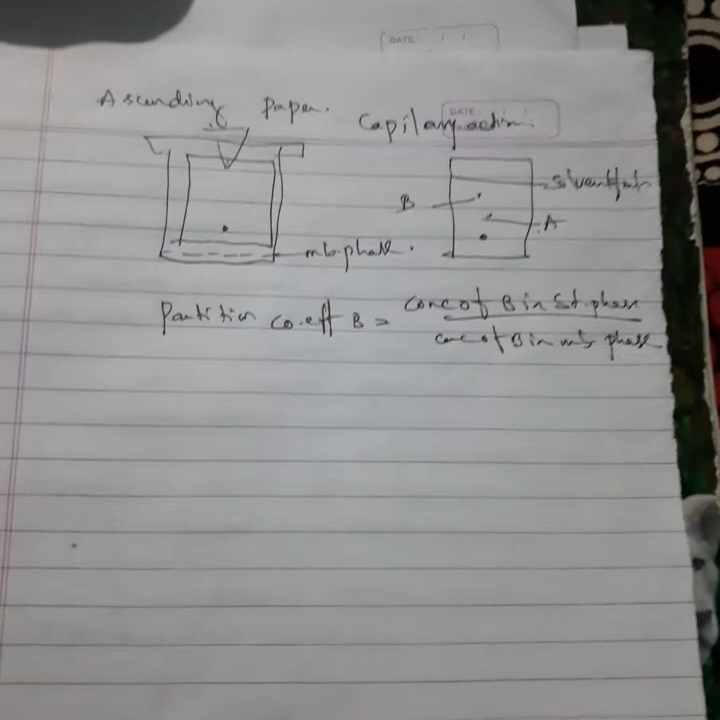 DATE / /
Ascending Paper.
DATE / /
Capilary action
solvent fnt
B
A
mb. phase.
Partition co.eff B = conc of B in St. phase
conc of B in mb phase